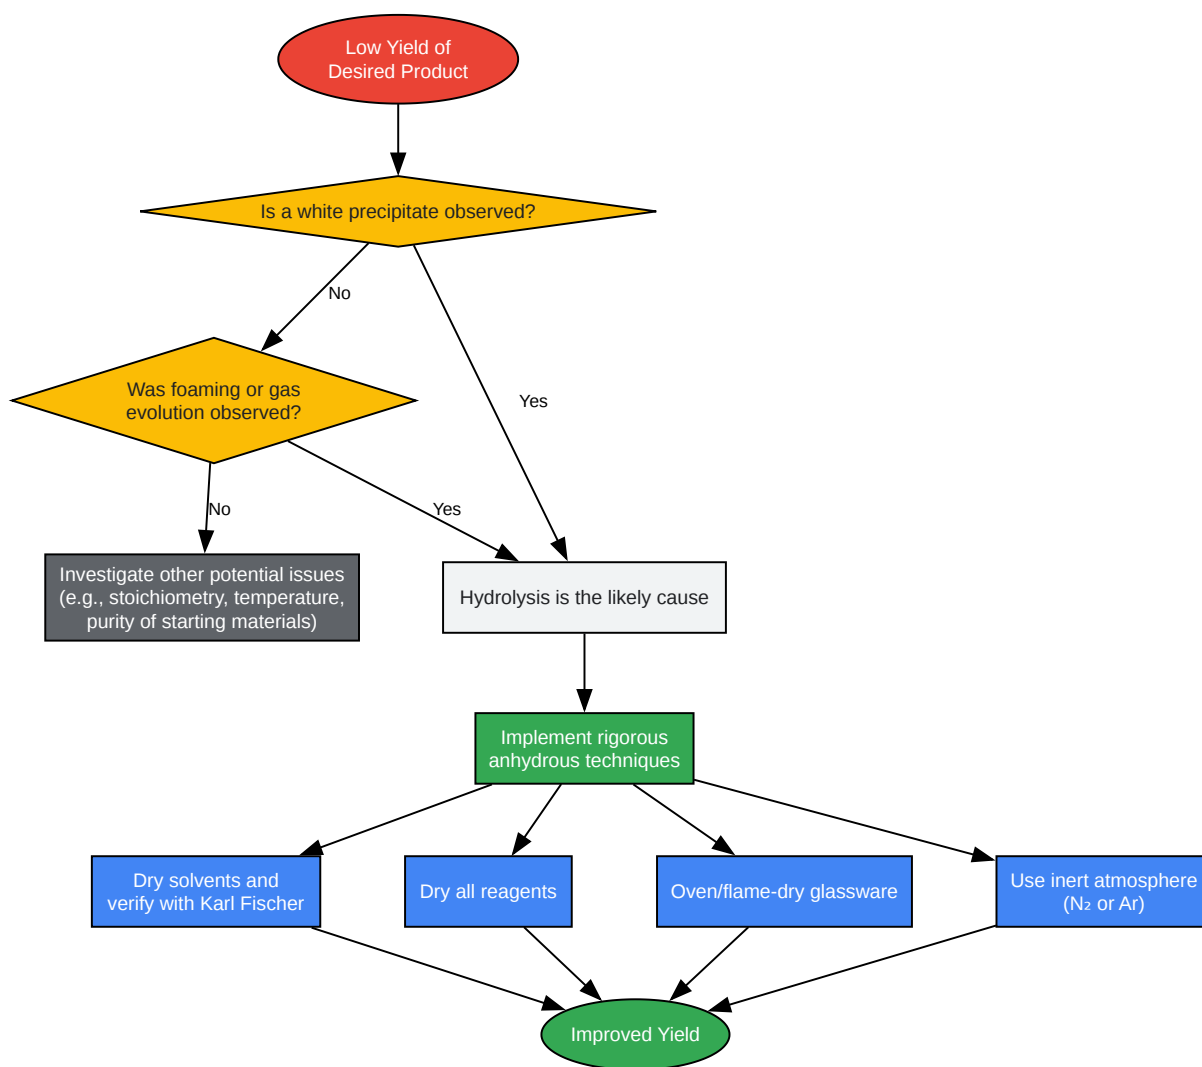 Low Yield of
Desired Product
Is a white precipitate observed?
No
Was foaming or gas
evolution observed?
Yes
No
Yes
Investigate other potential issues
(e.g., stoichiometry, temperature,
purity of starting materials)
Hydrolysis is the likely cause
Implement rigorous
anhydrous techniques
Dry solvents and
verify with Karl Fischer
Dry all reagents
Oven/flame-dry glassware
Use inert atmosphere
(N₂ or Ar)
Improved Yield